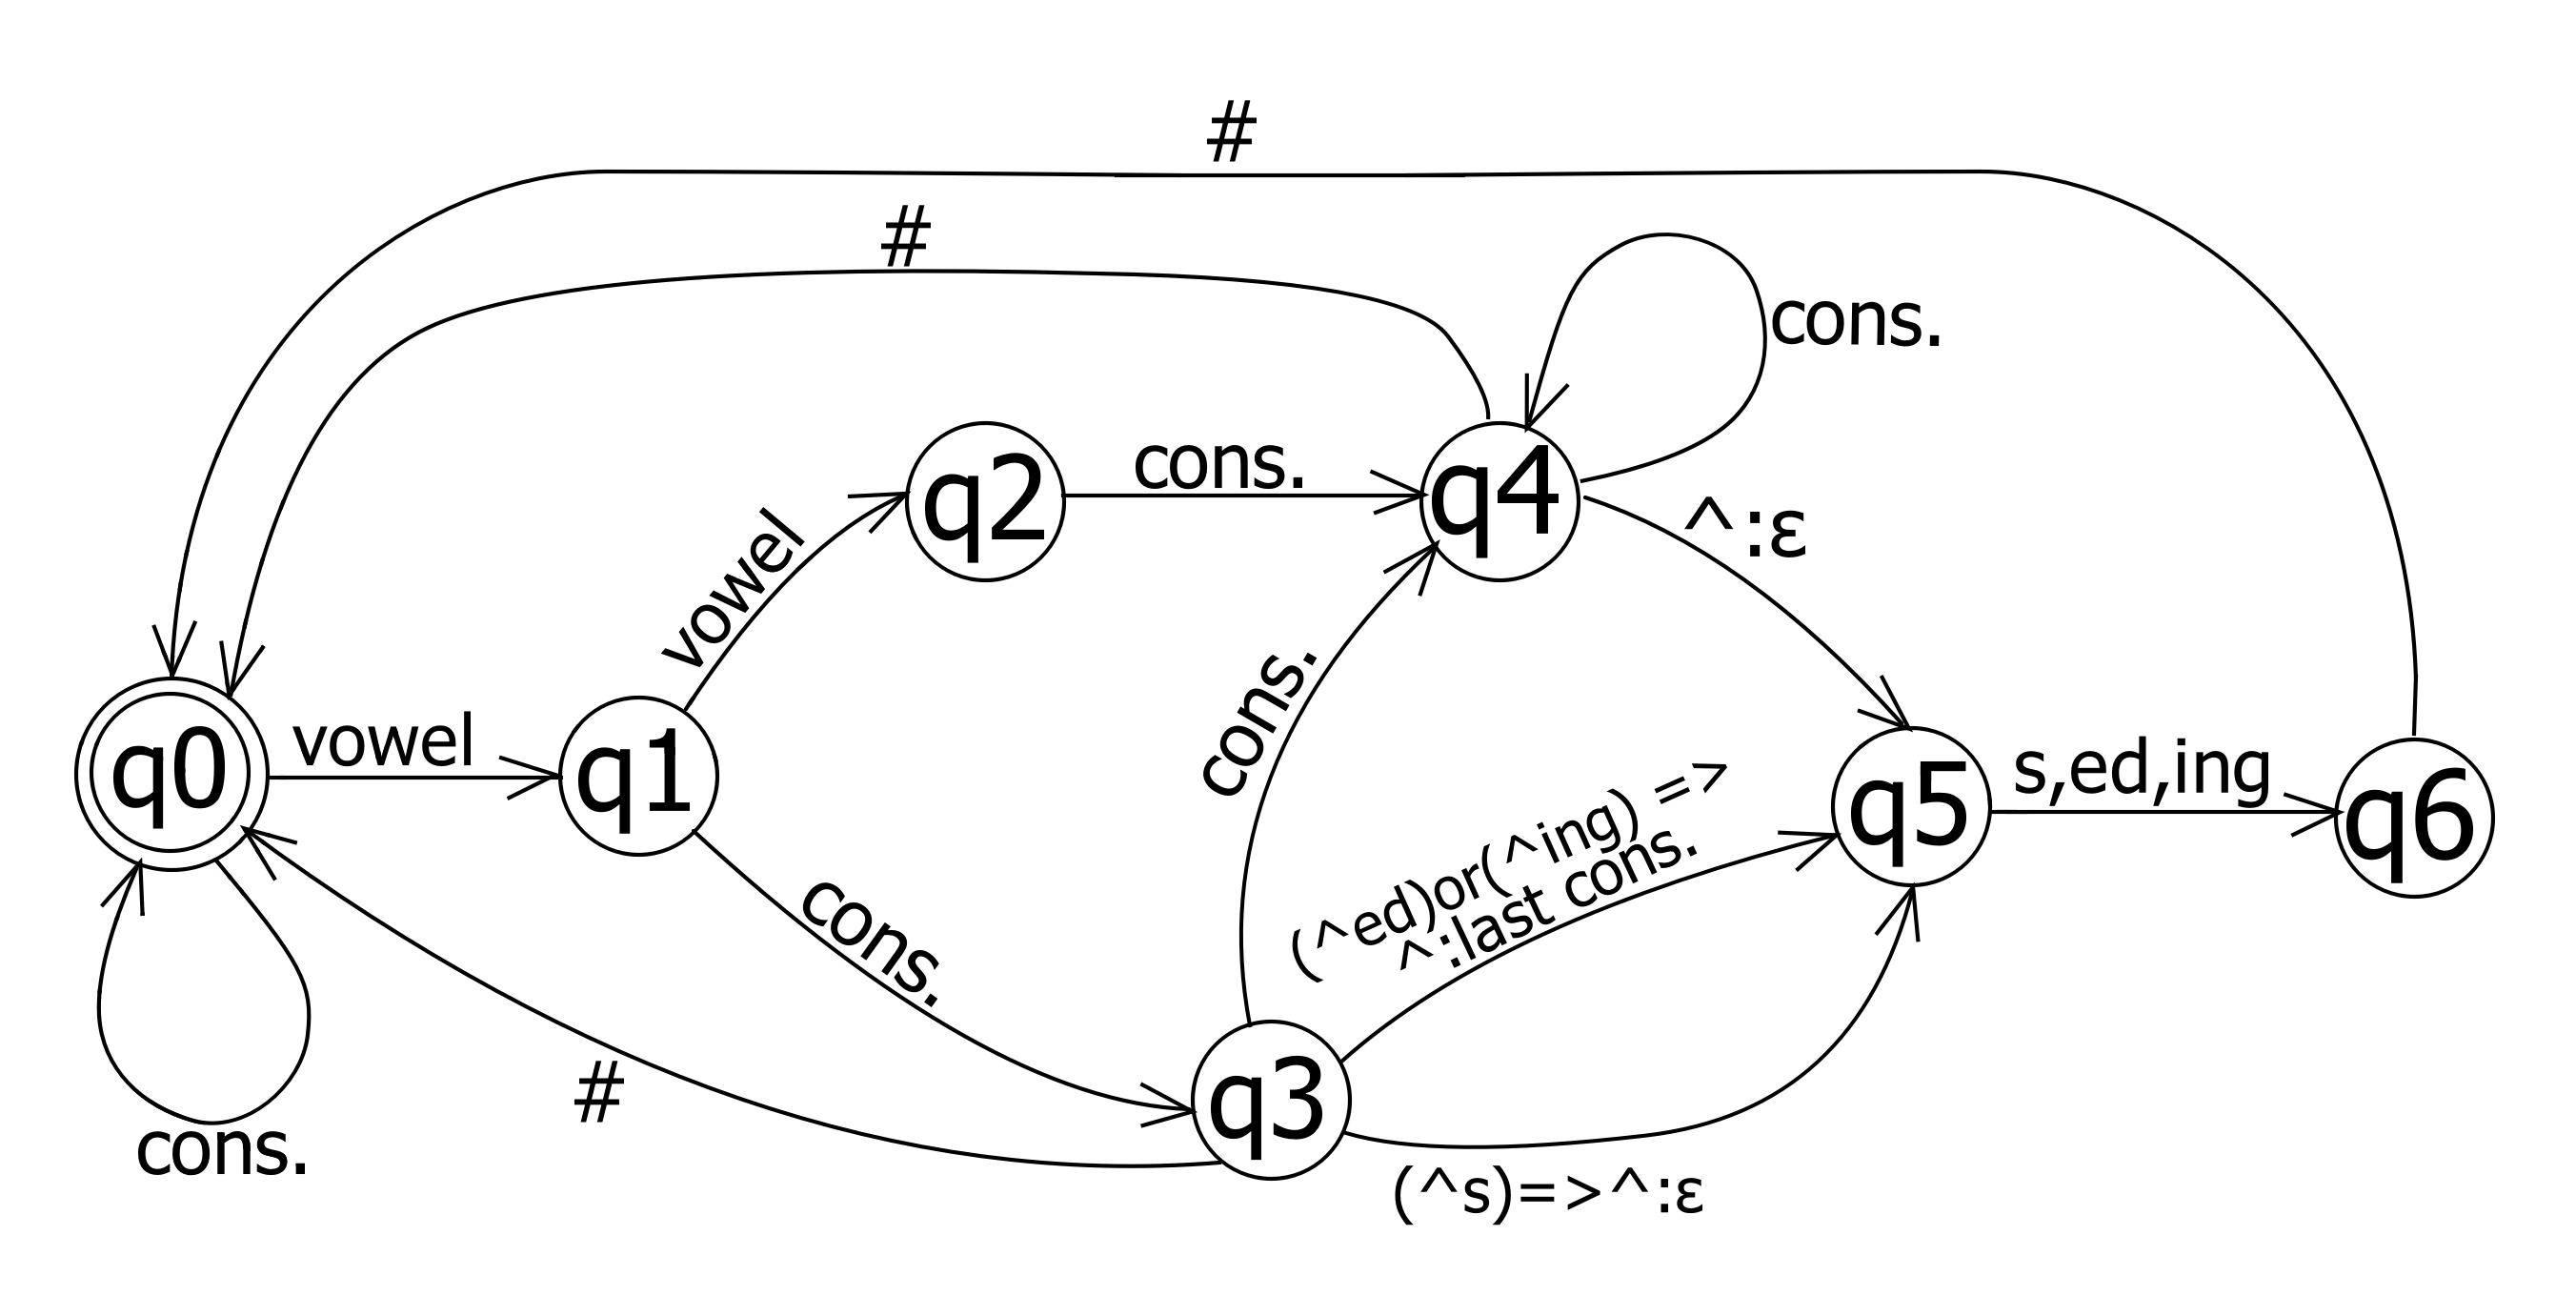 #
#
cons.
cons.
q2
q4
^:ε
vowel
cons.
q0
vowel
q1
q5
s,ed,ing
q6
(^ed)or(^ing) =>
^:last cons.
cons.
q3
#
cons.
(^s)=>^:ε